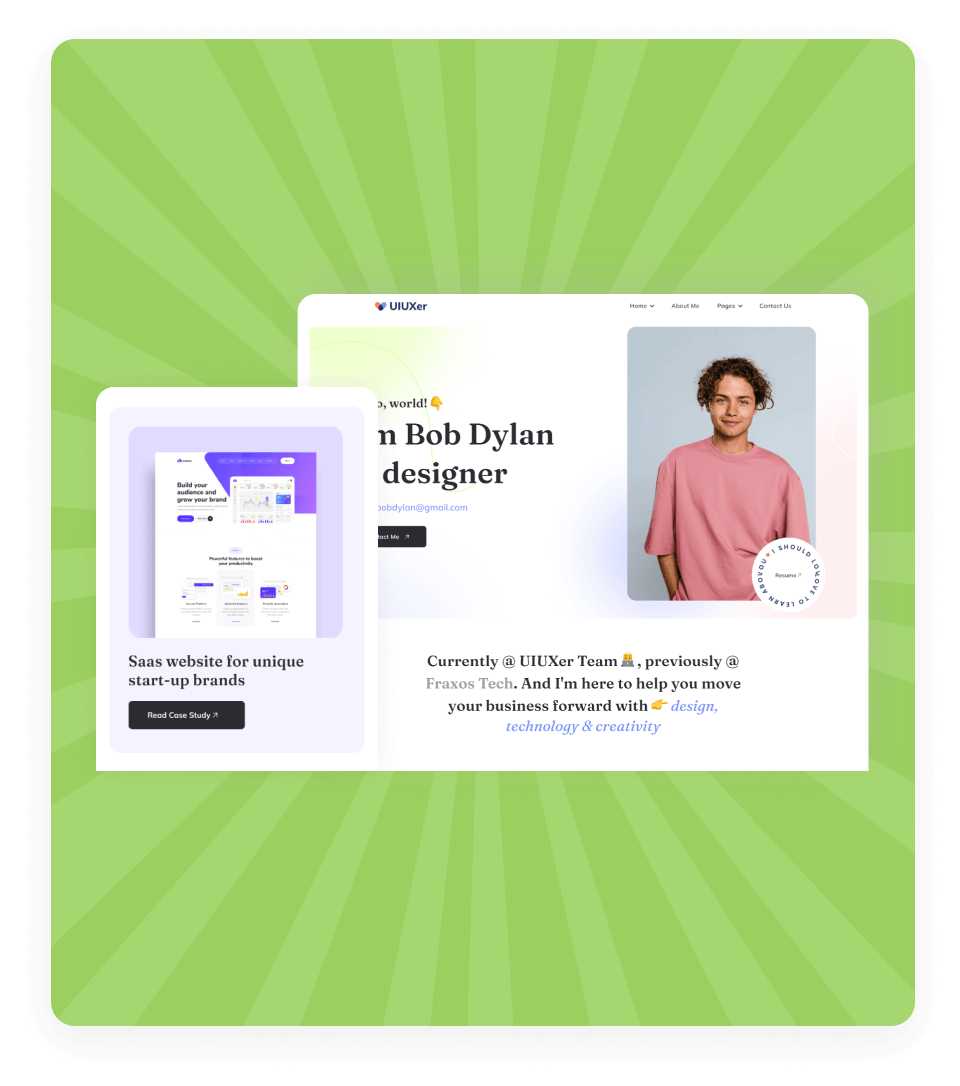 UIUXer
Home
About Me
Pages
Contact Us
o, world! 👇
m Bob Dylan
designer
bobdylan@gmail.com
tact Me
I SHOULD LOVE TO LEARN ABOVOU
Resume
Build your
audience and
grow your brand
Powerful features to boost
your productivity
Saas website for unique
start-up brands
Read Case Study
Currently @ UIUXer Team 👨‍💻, previously @
Fraxos Tech. And I'm here to help you move
your business forward with 👉 design,
technology & creativity